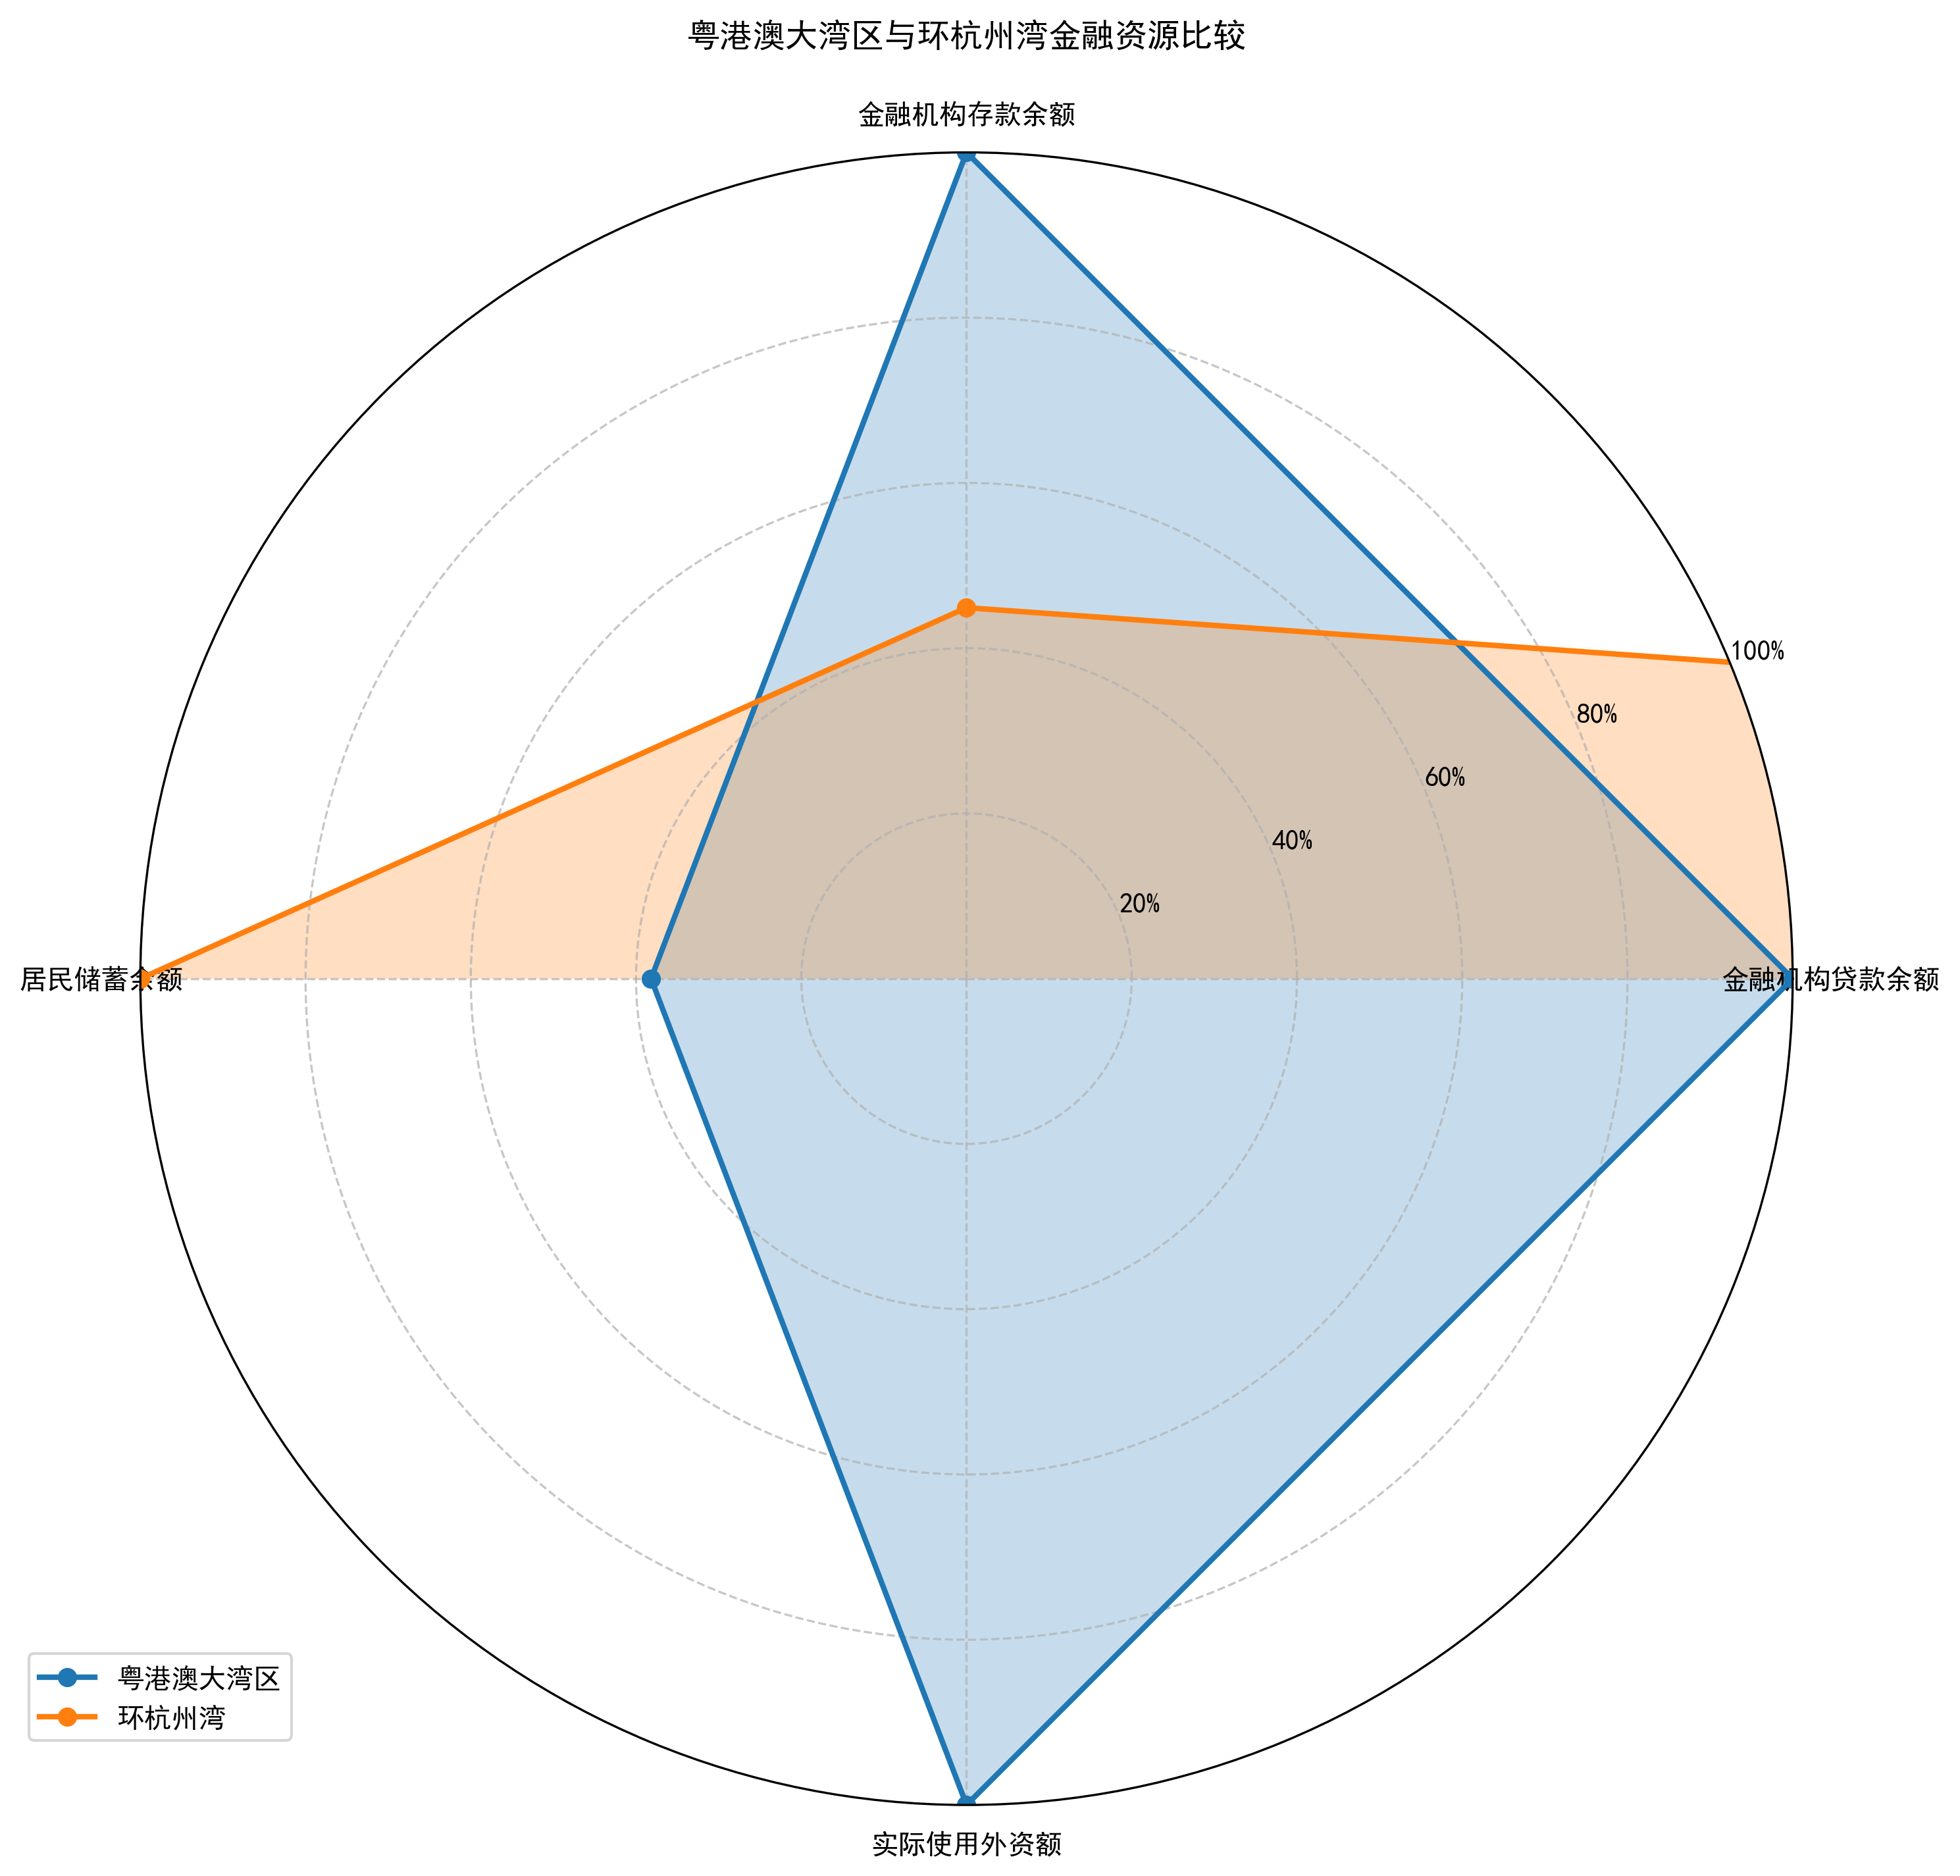 粤港澳大湾区与环杭州湾金融资源比较
金融机构存款余额
100%
80%
60%
40%
20%
居民储蓄余额
金融机构贷款余额
粤港澳大湾区
环杭州湾
实际使用外资额